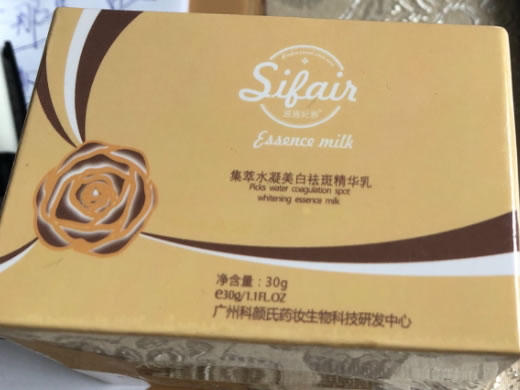 Sifair
Essence milk
集萃水凝美白祛斑精华乳
Picks water coagulation spot
whitening essence milk
净含量：30g
e30g/1.1FL.OZ
广州科颜氏药妆生物科技研发中心